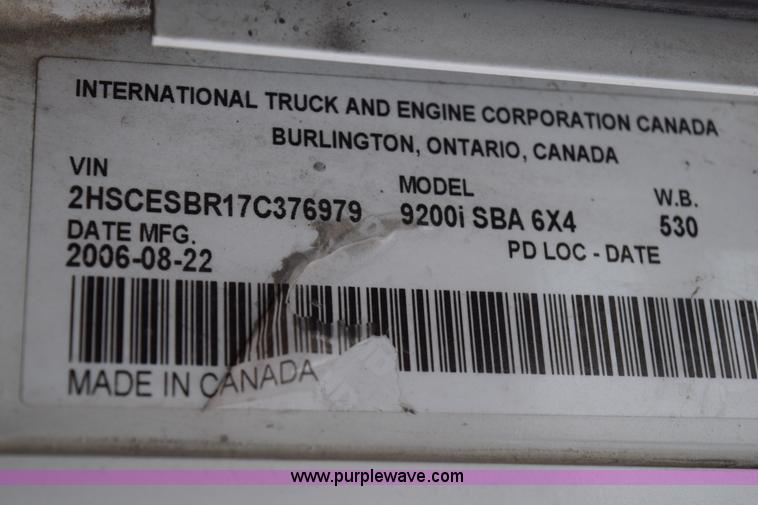 INTERNATIONAL TRUCK AND ENGINE CORPORATION CANADA
BURLINGTON, ONTARIO, CANADA
VIN MODEL W.B.
2HSCESBR17C376979 9200i SBA 6X4 530
DATE MFG. PD LOC - DATE
2006-08-22
MADE IN CANADA
www.purplewave.com